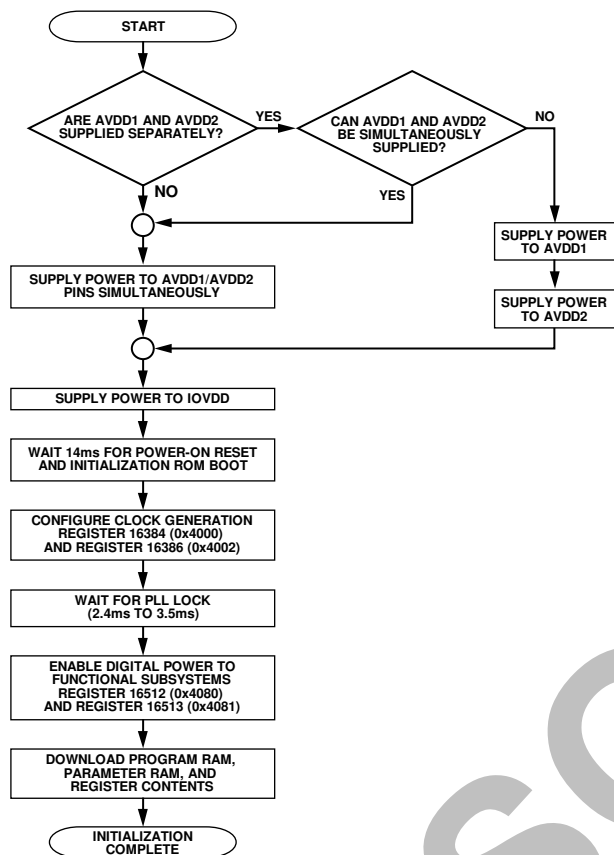 START
ARE AVDD1 AND AVDD2
SUPPLIED SEPARATELY?
YES
CAN AVDD1 AND AVDD2
BE SIMULTANEOUSLY
SUPPLIED?
NO
NO
YES
SUPPLY POWER
TO AVDD1
SUPPLY POWER TO AVDD1/AVDD2
PINS SIMULTANEOUSLY
SUPPLY POWER
TO AVDD2
SUPPLY POWER TO IOVDD
WAIT 14ms FOR POWER-ON RESET
AND INITIALIZATION ROM BOOT
CONFIGURE CLOCK GENERATION
REGISTER 16384 (0x4000)
AND REGISTER 16386 (0x4002)
WAIT FOR PLL LOCK
(2.4ms TO 3.5ms)
ENABLE DIGITAL POWER TO
FUNCTIONAL SUBSYSTEMS
REGISTER 16512 (0x4080)
AND REGISTER 16513 (0x4081)
DOWNLOAD PROGRAM RAM,
PARAMETER RAM, AND
REGISTER CONTENTS
INITIALIZATION
COMPLETE